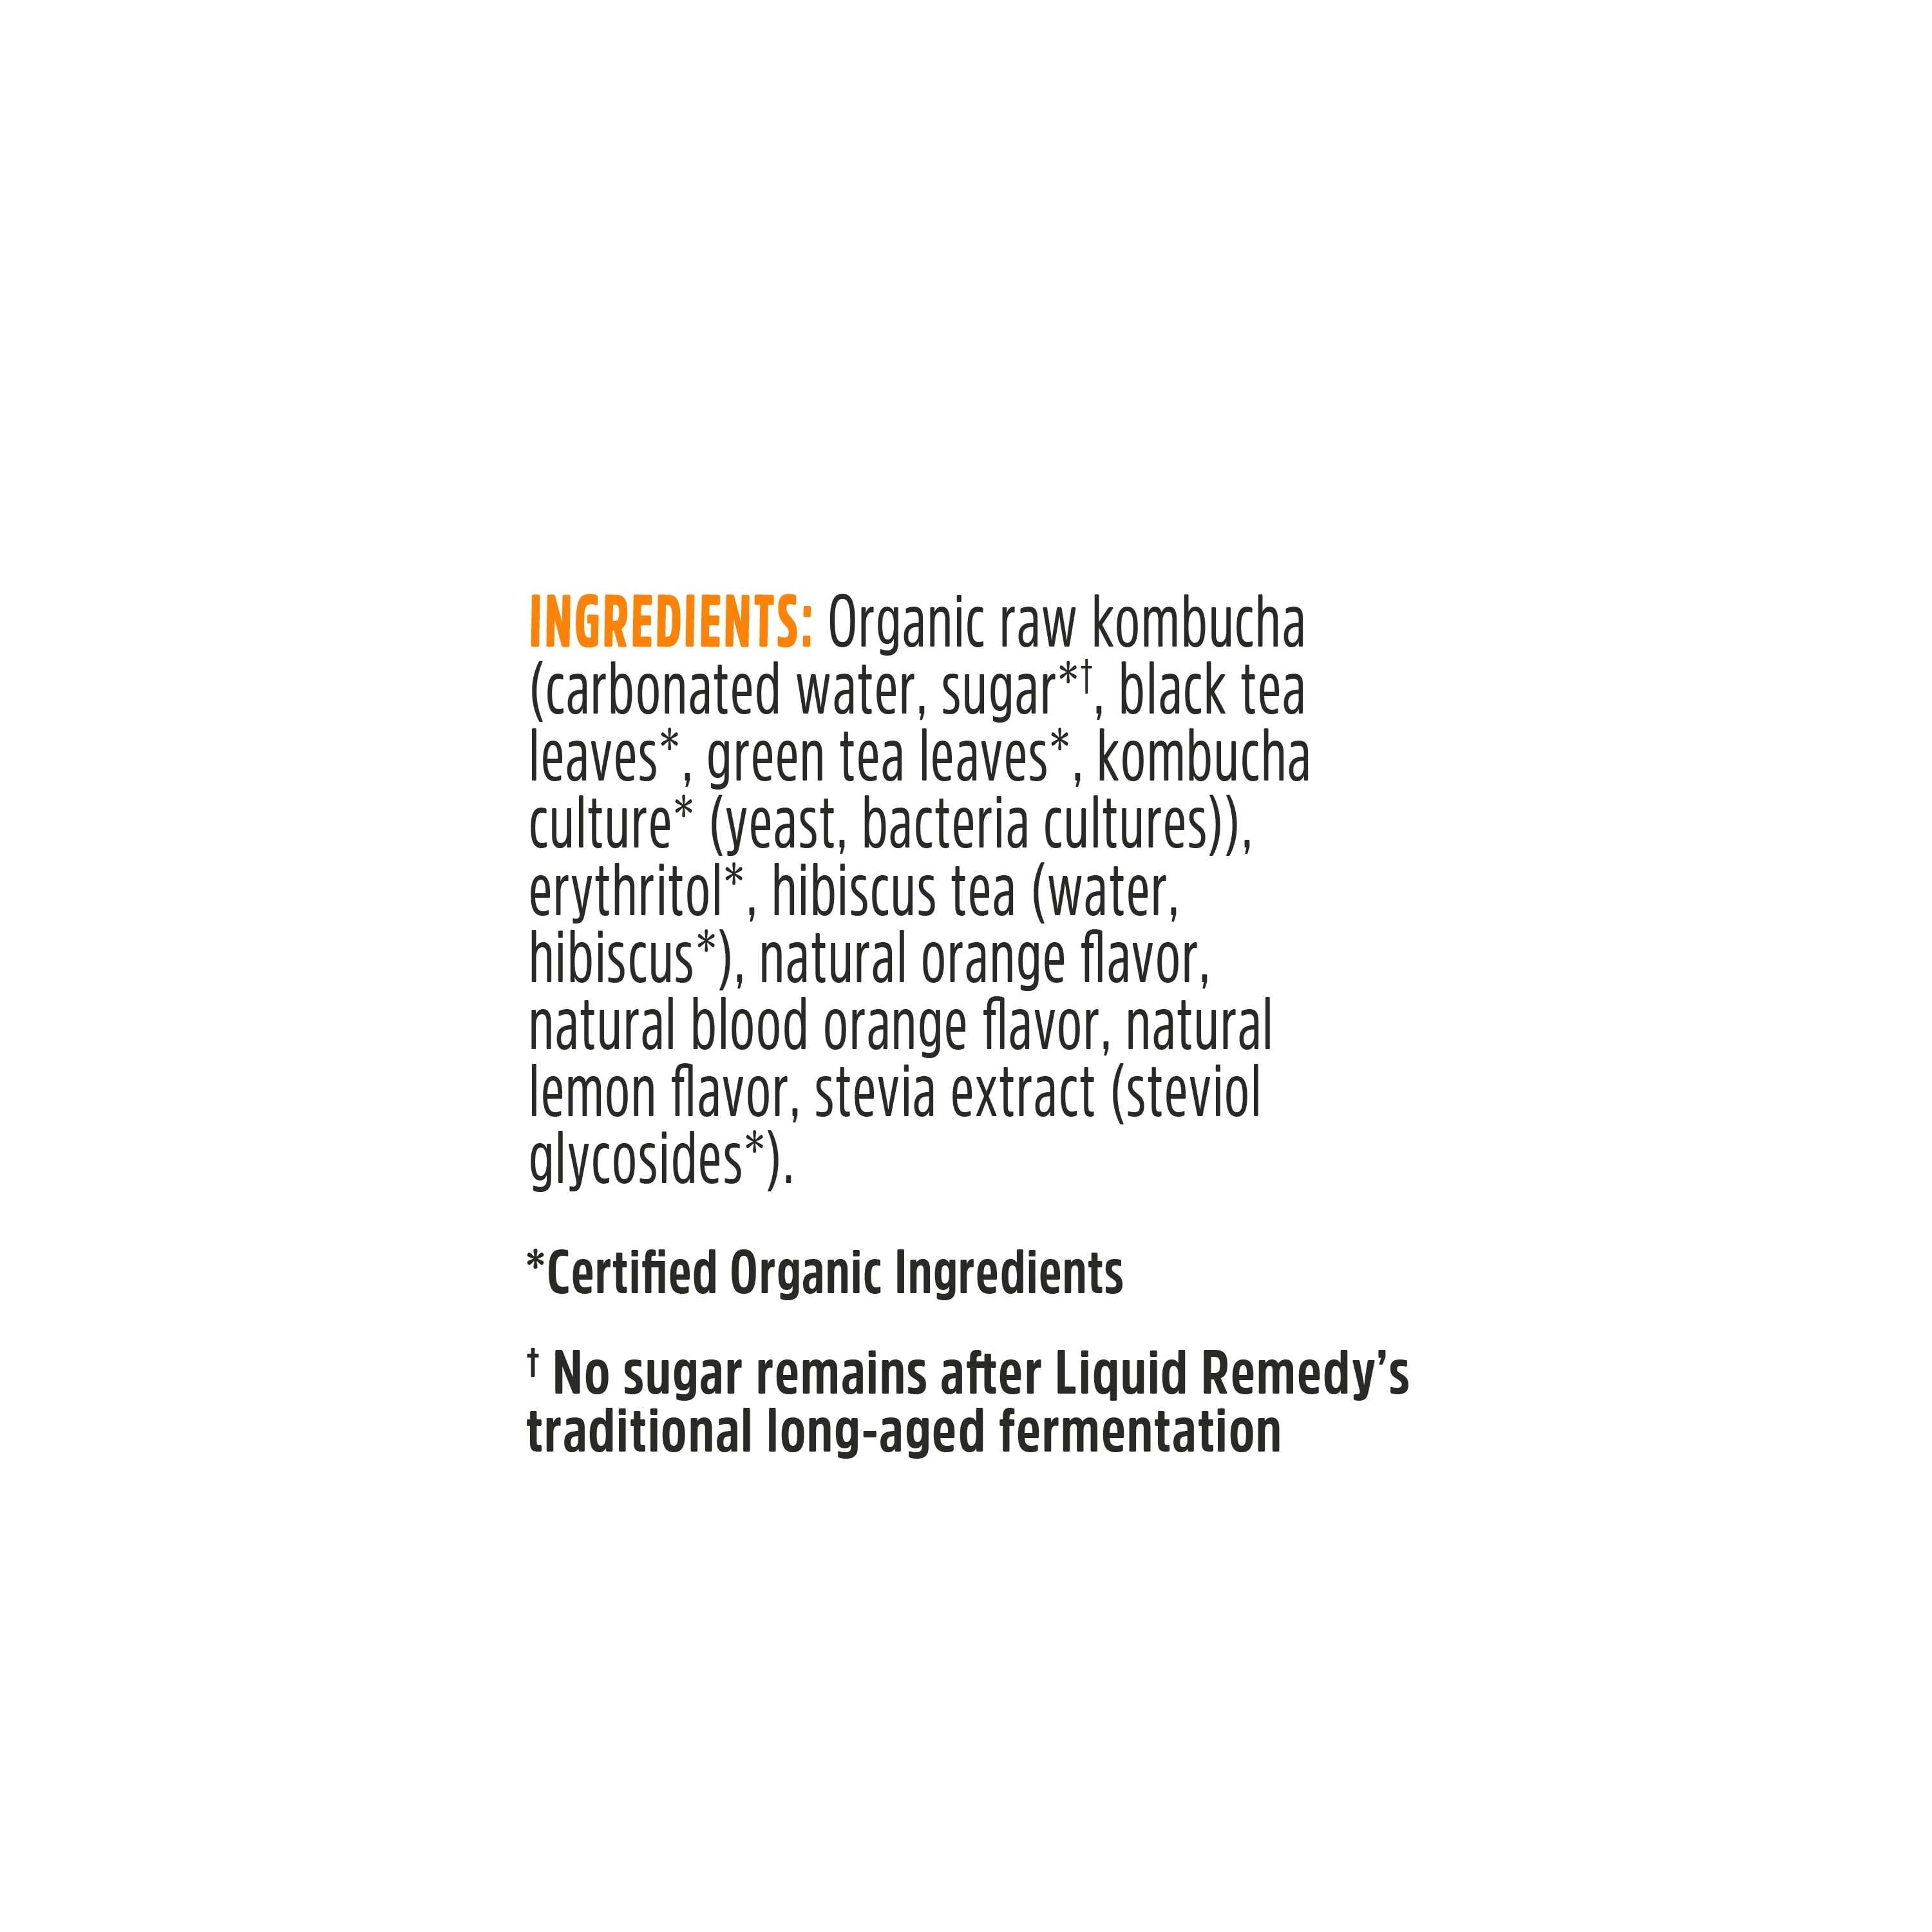 INGREDIENTS: Organic raw kombucha
(carbonated water, sugar*†, black tea
leaves*, green tea leaves*, kombucha
culture* (yeast, bacteria cultures)),
erythritol*, hibiscus tea (water,
hibiscus*), natural orange flavor,
natural blood orange flavor, natural
lemon flavor, stevia extract (steviol
glycosides*).
*Certified Organic Ingredients
† No sugar remains after Liquid Remedy’s
traditional long-aged fermentation